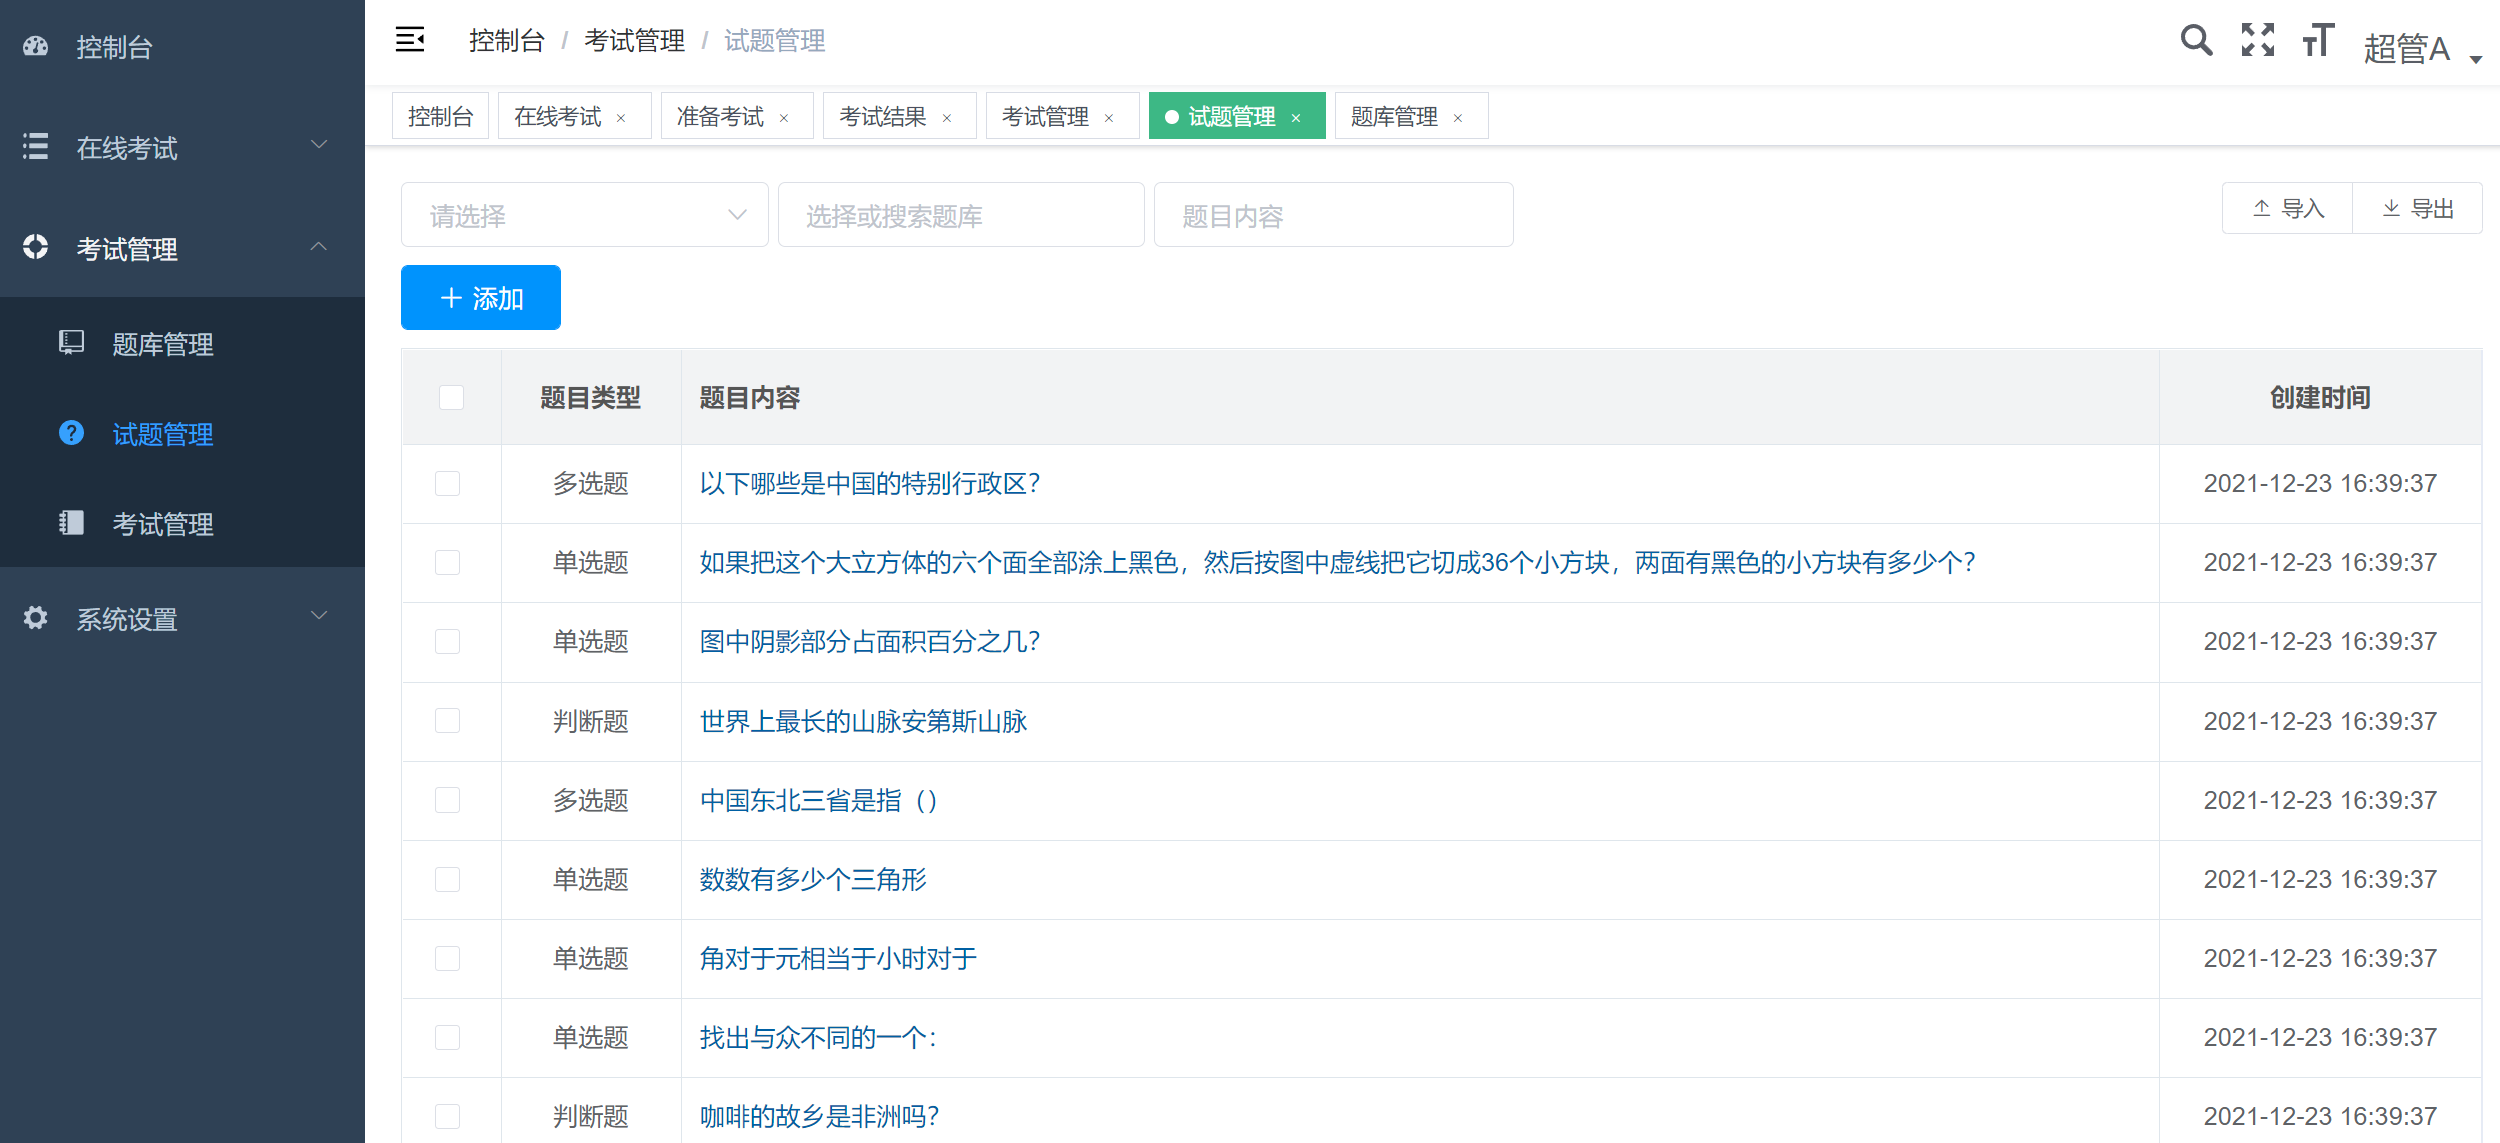 控制台
在线考试
考试管理
题库管理
试题管理
考试管理
系统设置
控制台 / 考试管理 / 试题管理
超管A
控制台 在线考试 × 准备考试 × 考试结果 × 考试管理 × 试题管理 × 题库管理 ×
请选择 选择或搜索题库 题目内容 导入 导出
添加
题目类型 题目内容 创建时间
多选题 以下哪些是中国的特别行政区? 2021-12-23 16:39:37
单选题 如果把这个大立方体的六个面全部涂上黑色，然后按图中虚线把它切成36个小方块，两面有黑色的小方块有多少个? 2021-12-23 16:39:37
单选题 图中阴影部分占面积百分之几? 2021-12-23 16:39:37
判断题 世界上最长的山脉安第斯山脉 2021-12-23 16:39:37
多选题 中国东北三省是指（） 2021-12-23 16:39:37
单选题 数数有多少个三角形 2021-12-23 16:39:37
单选题 角对于元相当于小时对于 2021-12-23 16:39:37
单选题 找出与众不同的一个： 2021-12-23 16:39:37
判断题 咖啡的故乡是非洲吗? 2021-12-23 16:39:37